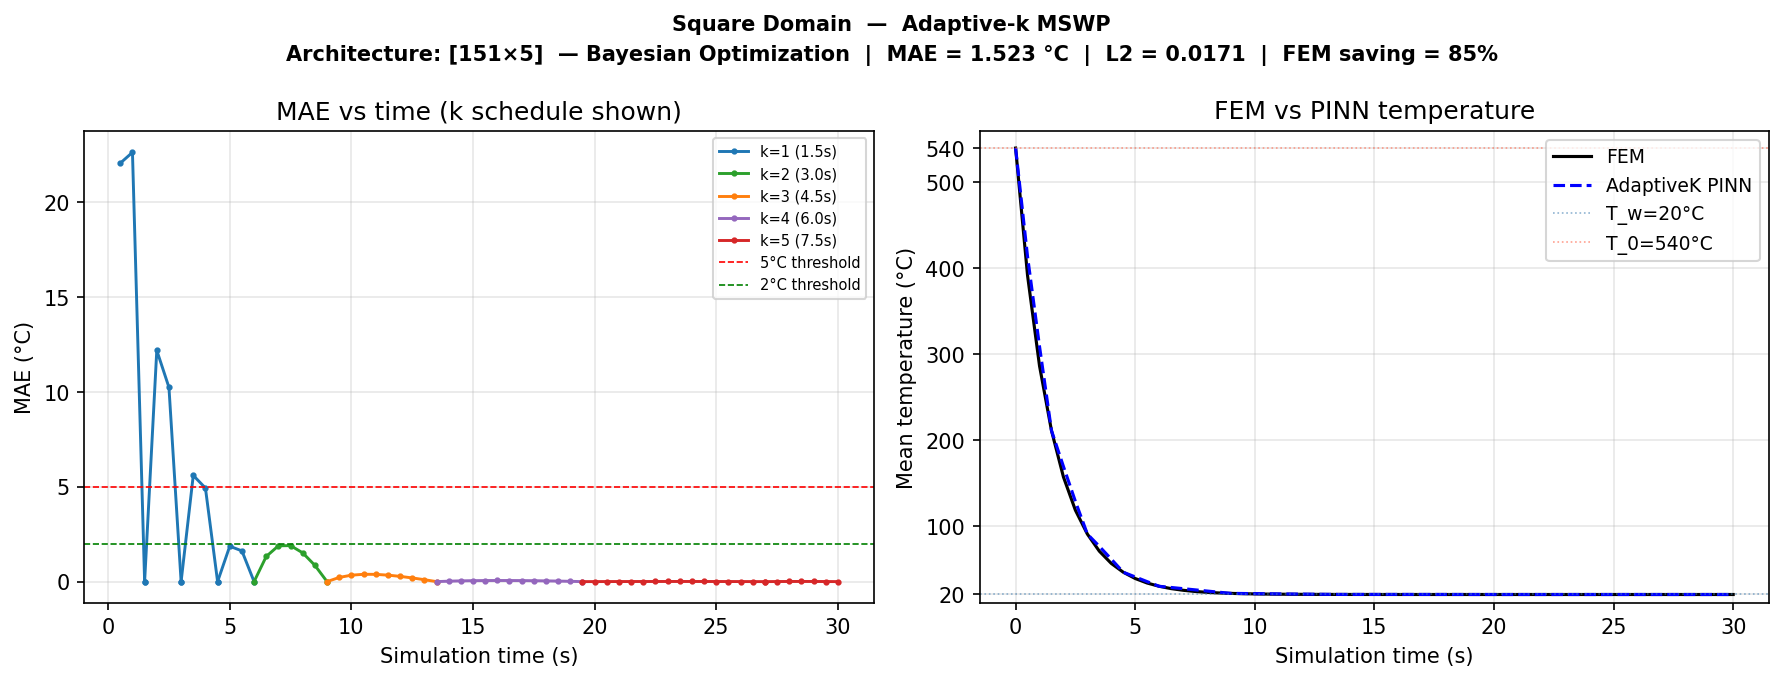 Square Domain — Adaptive-k MSWP
Architecture: [151×5] — Bayesian Optimization | MAE = 1.523 °C | L2 = 0.0171 | FEM saving = 85%
MAE vs time (k schedule shown)
MAE (°C)
20
15
10
5
0
k=1 (1.5s)
k=2 (3.0s)
k=3 (4.5s)
k=4 (6.0s)
k=5 (7.5s)
5°C threshold
2°C threshold
0 5 10 15 20 25 30
Simulation time (s)
FEM vs PINN temperature
Mean temperature (°C)
540
500
400
300
200
100
20
FEM
AdaptiveK PINN
T_w=20°C
T_0=540°C
0 5 10 15 20 25 30
Simulation time (s)